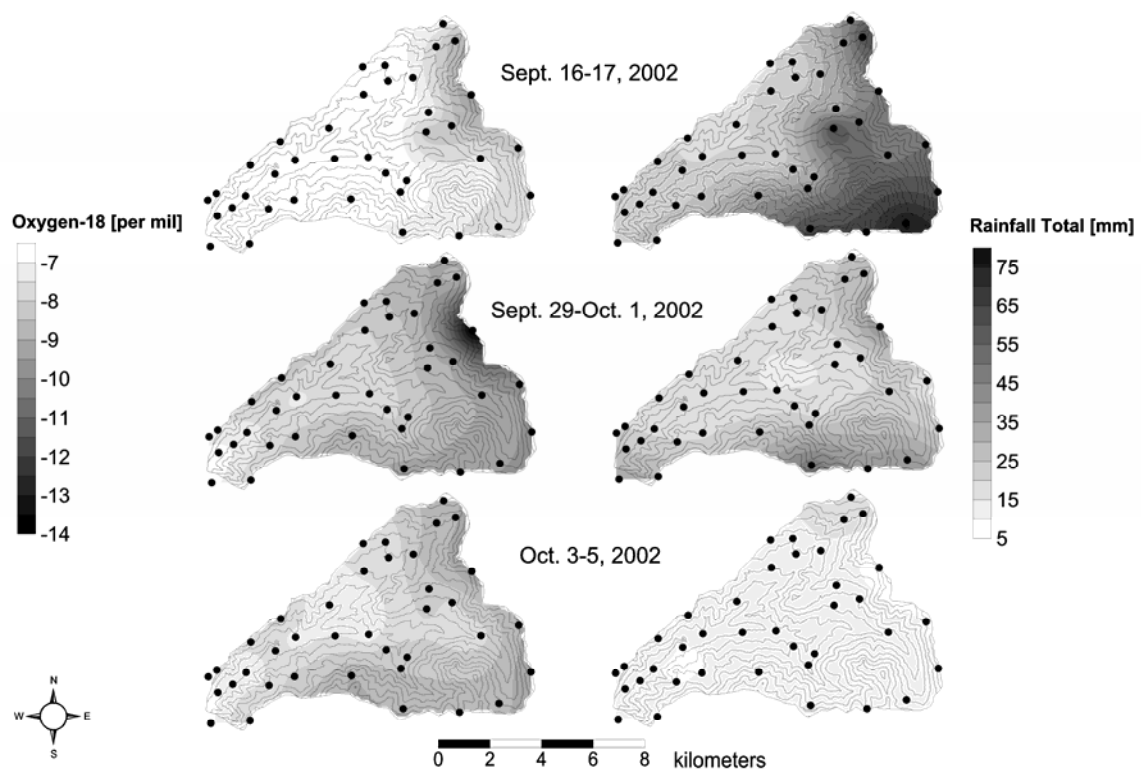 Sept. 16-17, 2002
Oxygen-18 [per mil]
-7
-8
-9
-10
-11
-12
-13
-14
Rainfall Total [mm]
75
65
55
45
35
25
15
5
Sept. 29-Oct. 1, 2002
Oct. 3-5, 2002
N
W
E
S
0 2 4 6 8
kilometers